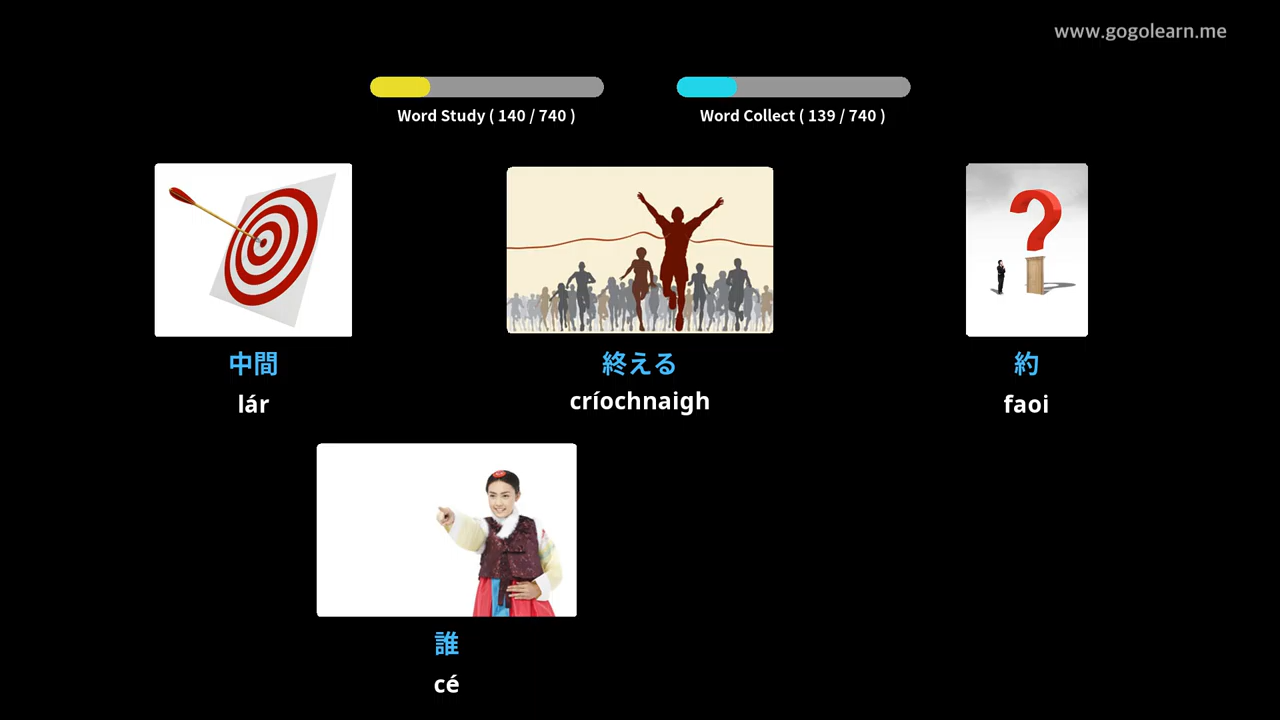 www.gogolearn.me
Word Study ( 140 / 740 )
Word Collect ( 139 / 740 )
中間
lár
終える
críochnaigh
約
faoi
誰
cé